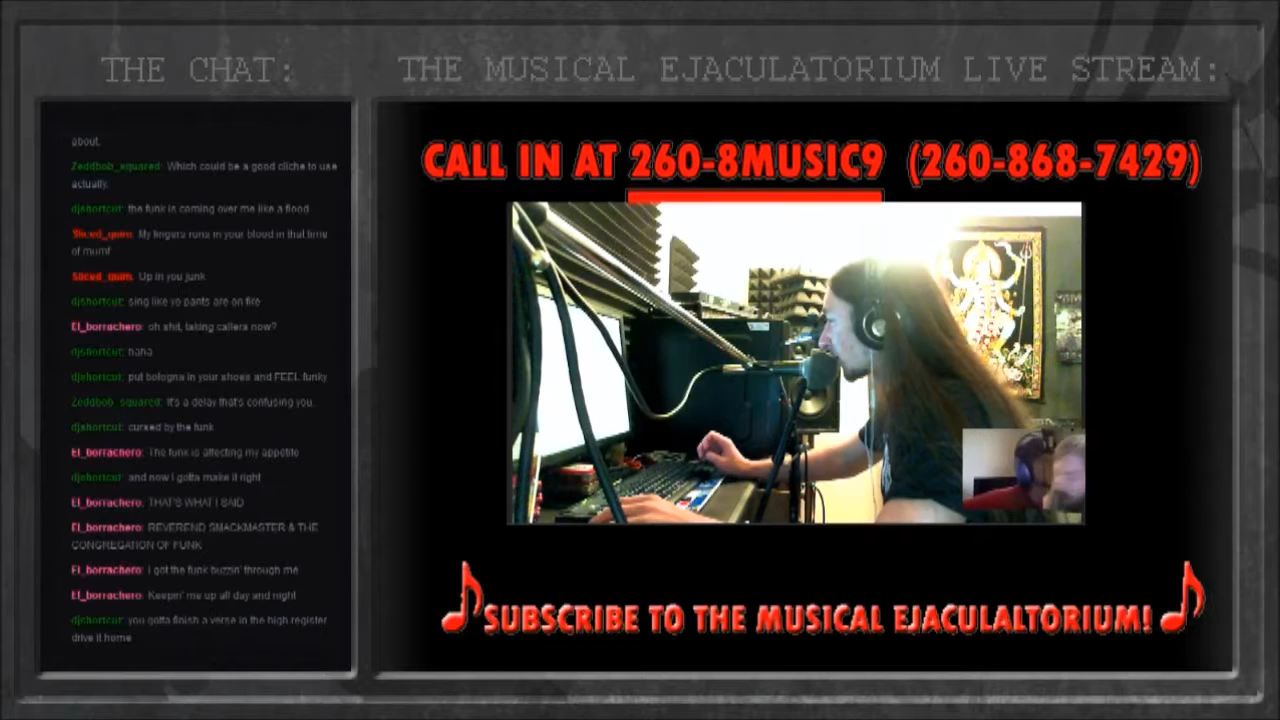 THE CHAT:
THE MUSICAL EJACULATORIUM LIVE STREAM:
about.
Zeddbob_squared: Which could be a good cliche to use
actually.
djshortcut: the funk is coming over me like a flood
Sliced_quim: My fingers runs in your blood in that time
of mumf
Sliced_quim: Up in you junk
djshortcut: sing like yo pants are on fire
El_borrachero: oh shit, taking callers now?
djshortcut: haha
djshortcut: put bologna in your shoes and FEEL funky
Zeddbob_squared: It's a delay that's confusing you.
djshortcut: cursed by the funk
El_borrachero: The funk is affecting my appetite
djshortcut: and now i gotta make it right
El_borrachero: THAT'S WHAT I SAID
El_borrachero: REVEREND SMACKMASTER & THE
CONGREGATION OF FUNK
El_borrachero: I got the funk buzzin' through me
El_borrachero: Keepin' me up all day and night
djshortcut: you gotta finish a verse in the high register
drive it home
CALL IN AT 260-8MUSIC9 (260-868-7429)
SUBSCRIBE TO THE MUSICAL EJACULALTORIUM!